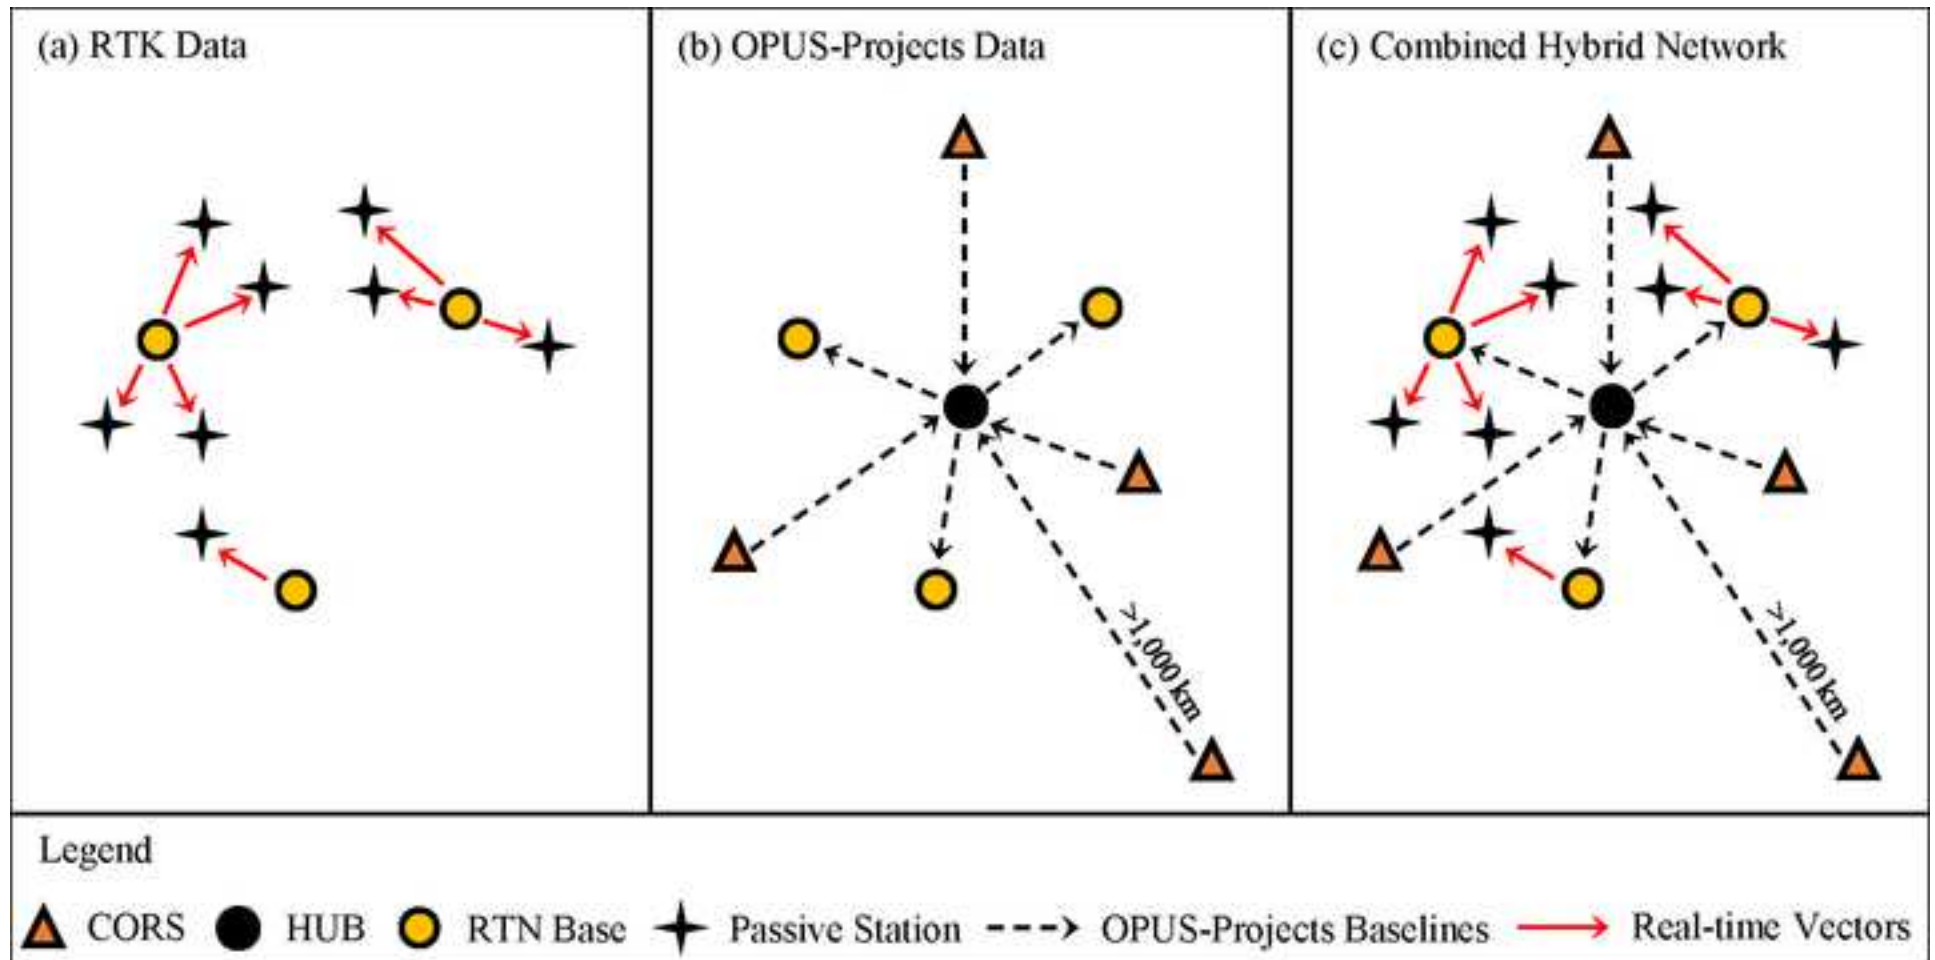 (a) RTK Data
(b) OPUS-Projects Data
(c) Combined Hybrid Network
>1,000 km
>1,000 km
Legend
CORS
HUB
RTN Base
Passive Station
OPUS-Projects Baselines
Real-time Vectors